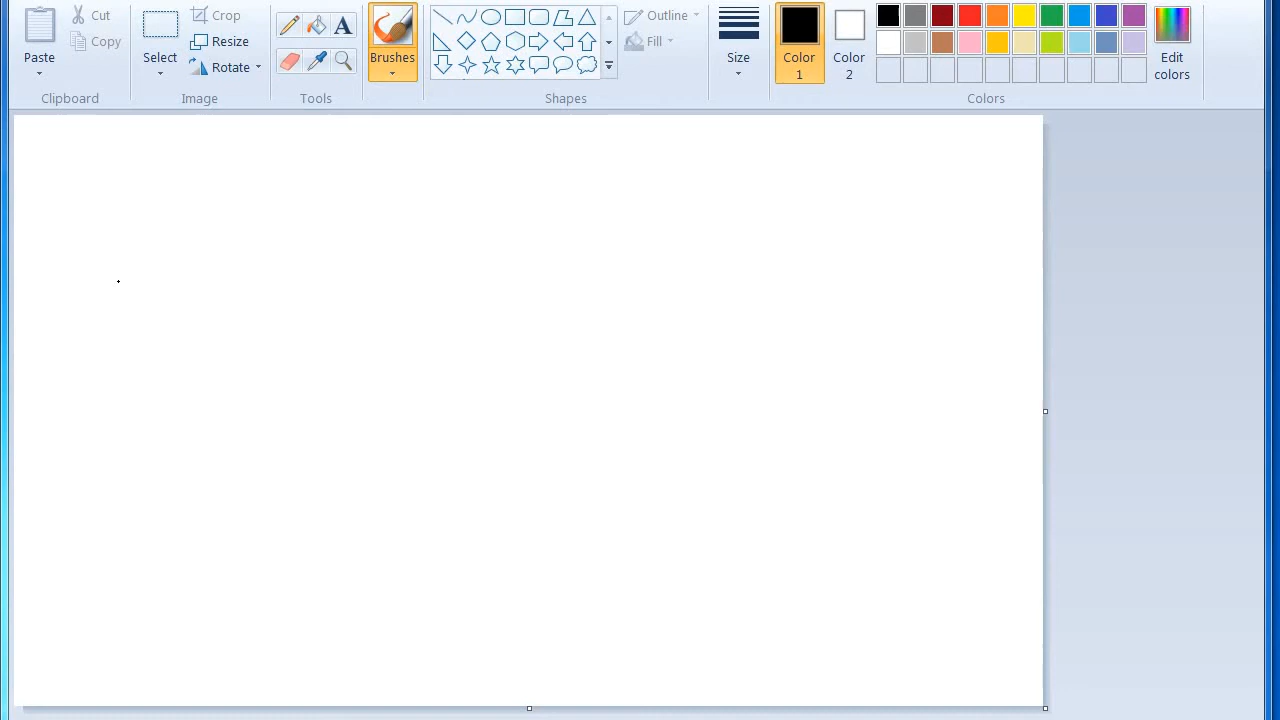 Paste
Cut
Copy
Clipboard
Select
Crop
Resize
Rotate
Image
A
Tools
Brushes
Outline
Fill
Shapes
Size
Color 1
Color 2
Edit colors
Colors